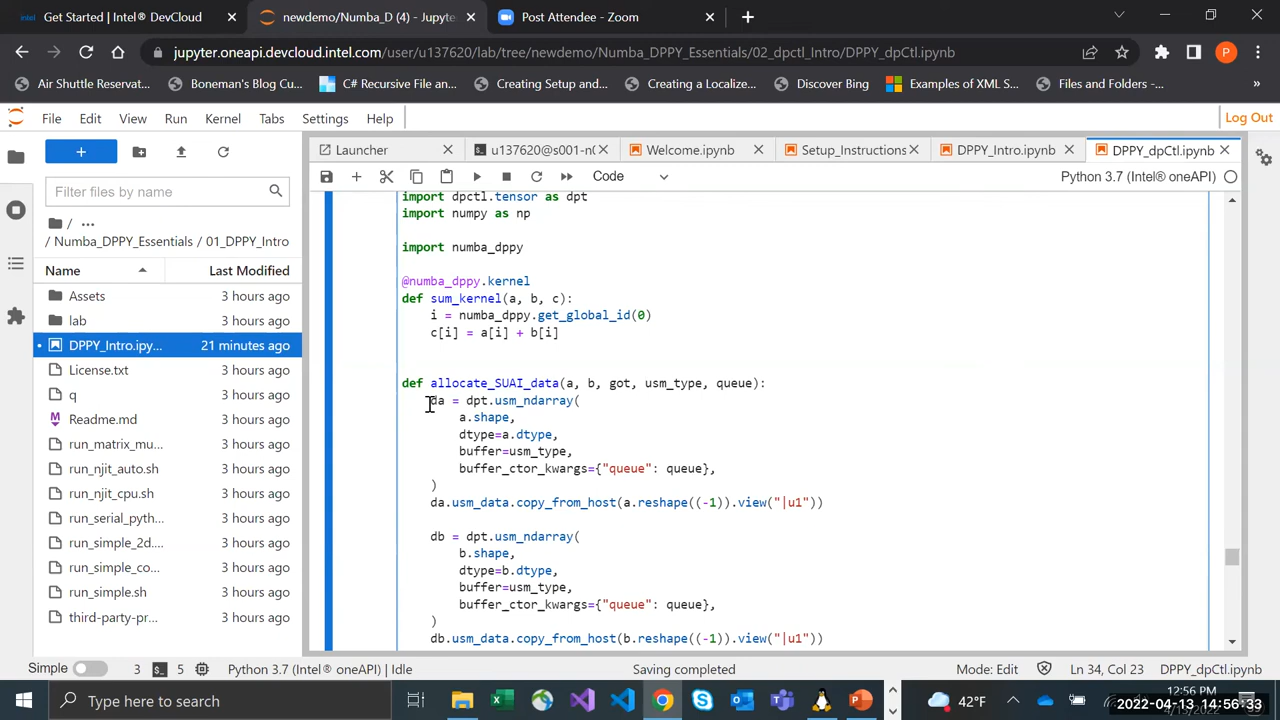 intel
Get Started | Intel® DevCloud
newdemo/Numba_D (4) - Jupyte
Post Attendee - Zoom
jupyter.oneapi.devcloud.intel.com/user/u137620/lab/tree/newdemo/Numba_DPPY_Essentials/02_dpctl_Intro/DPPY_dpCtl.ipynb
P
Air Shuttle Reservat...
Boneman's Blog Cu...
C# Recursive File an...
Creating Setup and...
Creating a Localize...
Discover Bing
Examples of XML S...
Files and Folders -...
File Edit View Run Kernel Tabs Settings Help
Log Out
Launcher
u137620@s001-n0
Welcome.ipynb
Setup_Instructions
DPPY_Intro.ipynb
DPPY_dpCtl.ipynb
Code
Python 3.7 (Intel® oneAPI)
Filter files by name
/ ...
/ Numba_DPPY_Essentials / 01_DPPY_Intro
Name Last Modified
Assets 3 hours ago
lab 3 hours ago
DPPY_Intro.ipy... 21 minutes ago
License.txt 3 hours ago
q 3 hours ago
Readme.md 3 hours ago
run_matrix_mu... 3 hours ago
run_njit_auto.sh 3 hours ago
run_njit_cpu.sh 3 hours ago
run_serial_pyth... 3 hours ago
run_simple_2d.... 3 hours ago
run_simple_co... 3 hours ago
run_simple.sh 3 hours ago
third-party-pr... 3 hours ago
import dpctl.tensor as dpt
import numpy as np
import numba_dppy
@numba_dppy.kernel
def sum_kernel(a, b, c):
i = numba_dppy.get_global_id(0)
c[i] = a[i] + b[i]
def allocate_SUAI_data(a, b, got, usm_type, queue):
da = dpt.usm_ndarray(
a.shape,
dtype=a.dtype,
buffer=usm_type,
buffer_ctor_kwargs={"queue": queue},
)
da.usm_data.copy_from_host(a.reshape((-1)).view("|u1"))
db = dpt.usm_ndarray(
b.shape,
dtype=b.dtype,
buffer=usm_type,
buffer_ctor_kwargs={"queue": queue},
)
db.usm_data.copy_from_host(b.reshape((-1)).view("|u1"))
Simple 3 5 Python 3.7 (Intel® oneAPI) | Idle Saving completed Mode: Edit Ln 34, Col 23 DPPY_dpCtl.ipynb
Type here to search
42°F
12:56 PM
2022-04-13 14:56:33